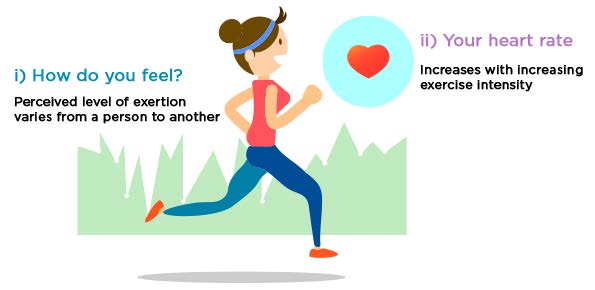 i) How do you feel?
Perceived level of exertion
varies from a person to another
ii) Your heart rate
Increases with increasing
exercise intensity